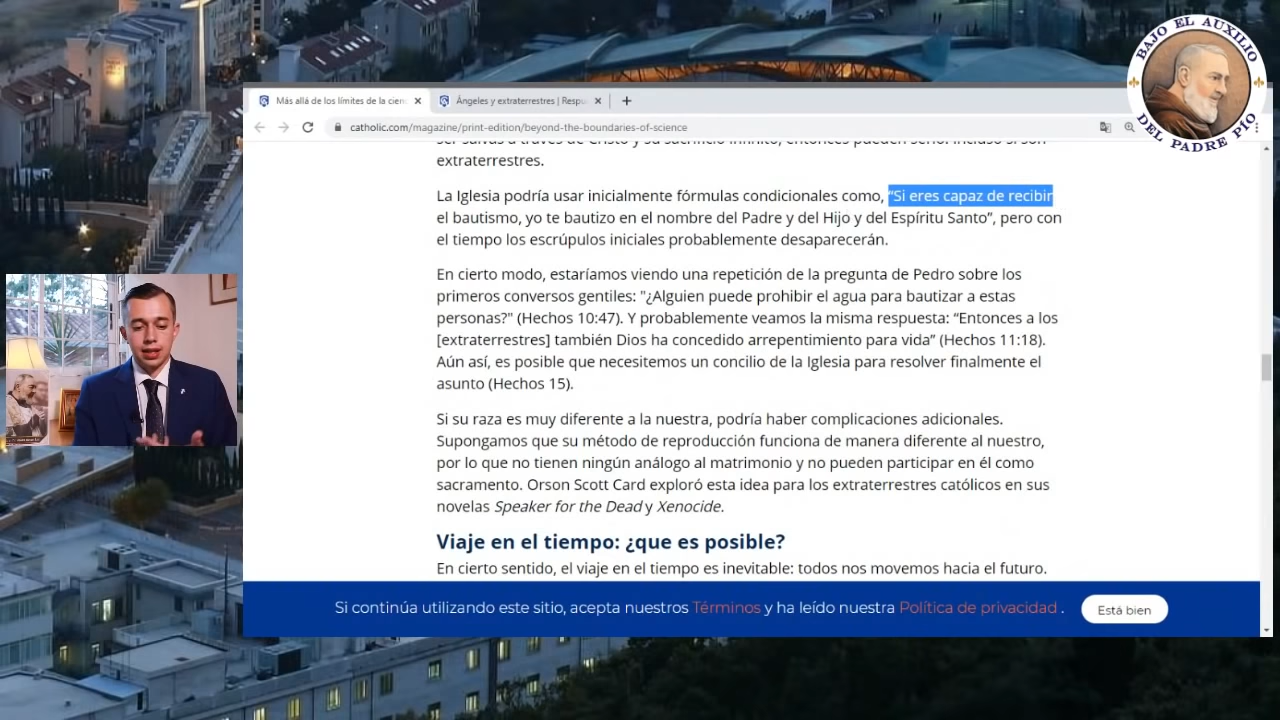 BAJO EL AUXILIO
DEL PADRE PÍO
Más allá de los límites de la cien
Ángeles y extraterrestres | Respu
catholic.com/magazine/print-edition/beyond-the-boundaries-of-science
extraterrestres.
La Iglesia podría usar inicialmente fórmulas condicionales como, “Si eres capaz de recibir
el bautismo, yo te bautizo en el nombre del Padre y del Hijo y del Espíritu Santo”, pero con
el tiempo los escrúpulos iniciales probablemente desaparecerán.
En cierto modo, estaríamos viendo una repetición de la pregunta de Pedro sobre los
primeros conversos gentiles: "¿Alguien puede prohibir el agua para bautizar a estas
personas?" (Hechos 10:47). Y probablemente veamos la misma respuesta: “Entonces a los
[extraterrestres] también Dios ha concedido arrepentimiento para vida” (Hechos 11:18).
Aún así, es posible que necesitemos un concilio de la Iglesia para resolver finalmente el
asunto (Hechos 15).
Si su raza es muy diferente a la nuestra, podría haber complicaciones adicionales.
Supongamos que su método de reproducción funciona de manera diferente al nuestro,
por lo que no tienen ningún análogo al matrimonio y no pueden participar en él como
sacramento. Orson Scott Card exploró esta idea para los extraterrestres católicos en sus
novelas Speaker for the Dead y Xenocide.
Viaje en el tiempo: ¿que es posible?
En cierto sentido, el viaje en el tiempo es inevitable: todos nos movemos hacia el futuro.
Si continúa utilizando este sitio, acepta nuestros Términos y ha leído nuestra Política de privacidad .
Está bien